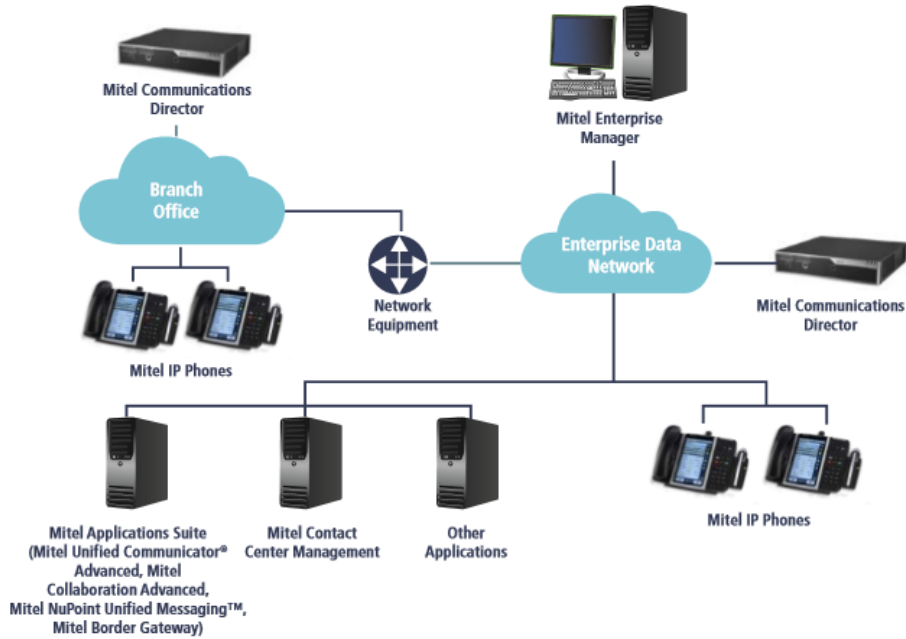 Mitel Communications
Director
Mitel Enterprise
Manager
Branch
Office
Enterprise Data
Network
Network
Equipment
Mitel Communications
Director
Mitel IP Phones
Mitel Applications Suite
(Mitel Unified Communicator®
Advanced, Mitel
Collaboration Advanced,
Mitel NuPoint Unified Messaging™,
Mitel Border Gateway)
Mitel Contact
Center Management
Other
Applications
Mitel IP Phones